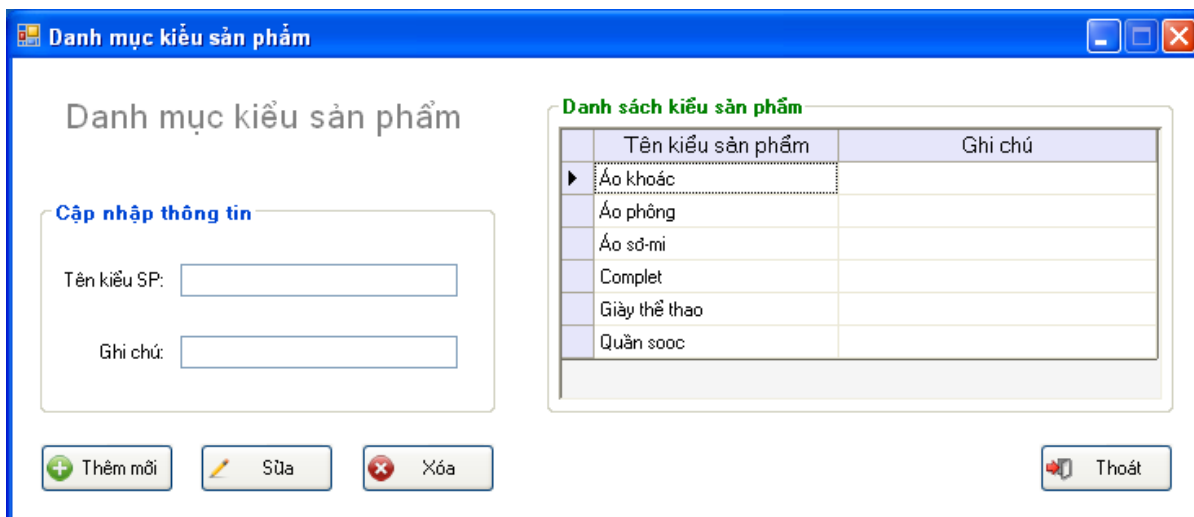 Danh mục kiểu sản phẩm
Danh mục kiểu sản phẩm
Cập nhập thông tin
Tên kiểu SP:
Ghi chú:
Danh sách kiểu sản phẩm
Tên kiểu sản phẩm Ghi chú
Áo khoác
Áo phông
Áo sơ-mi
Complet
Giày thể thao
Quần sooc
Thêm mới Sửa Xóa Thoát